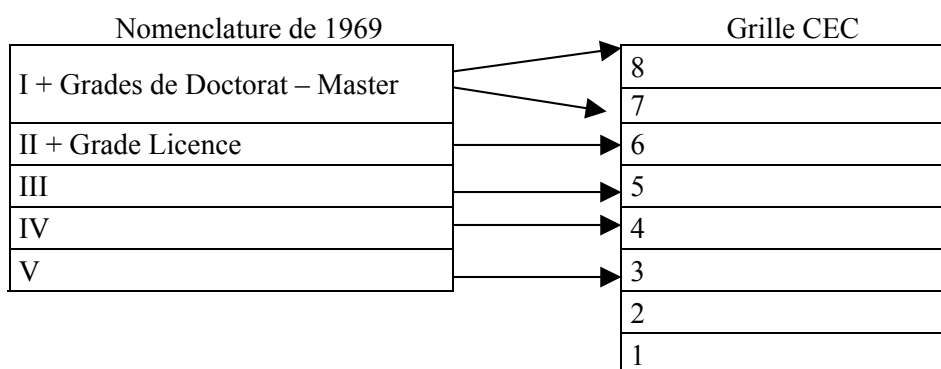 Nomenclature de 1969
Grille CEC
I + Grades de Doctorat – Master
8
7
II + Grade Licence
6
III
5
IV
4
V
3
2
1